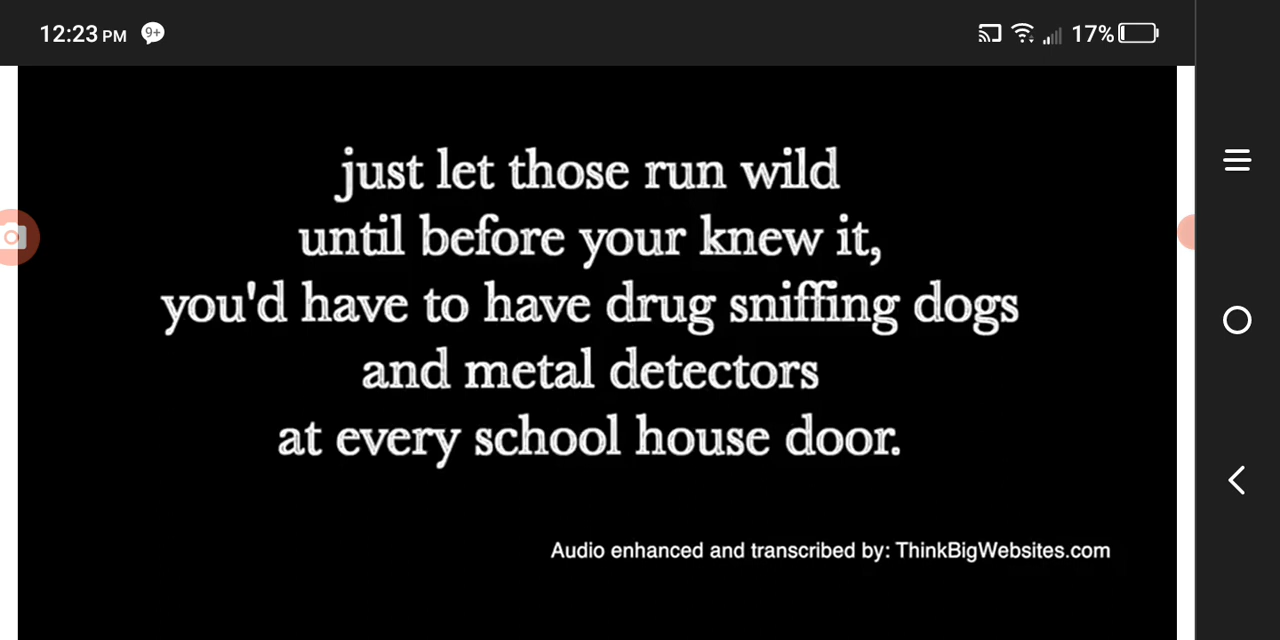 12:23 PM 9+ 17%
just let those run wild
until before your knew it,
you'd have to have drug sniffing dogs
and metal detectors
at every school house door.
Audio enhanced and transcribed by: ThinkBigWebsites.com